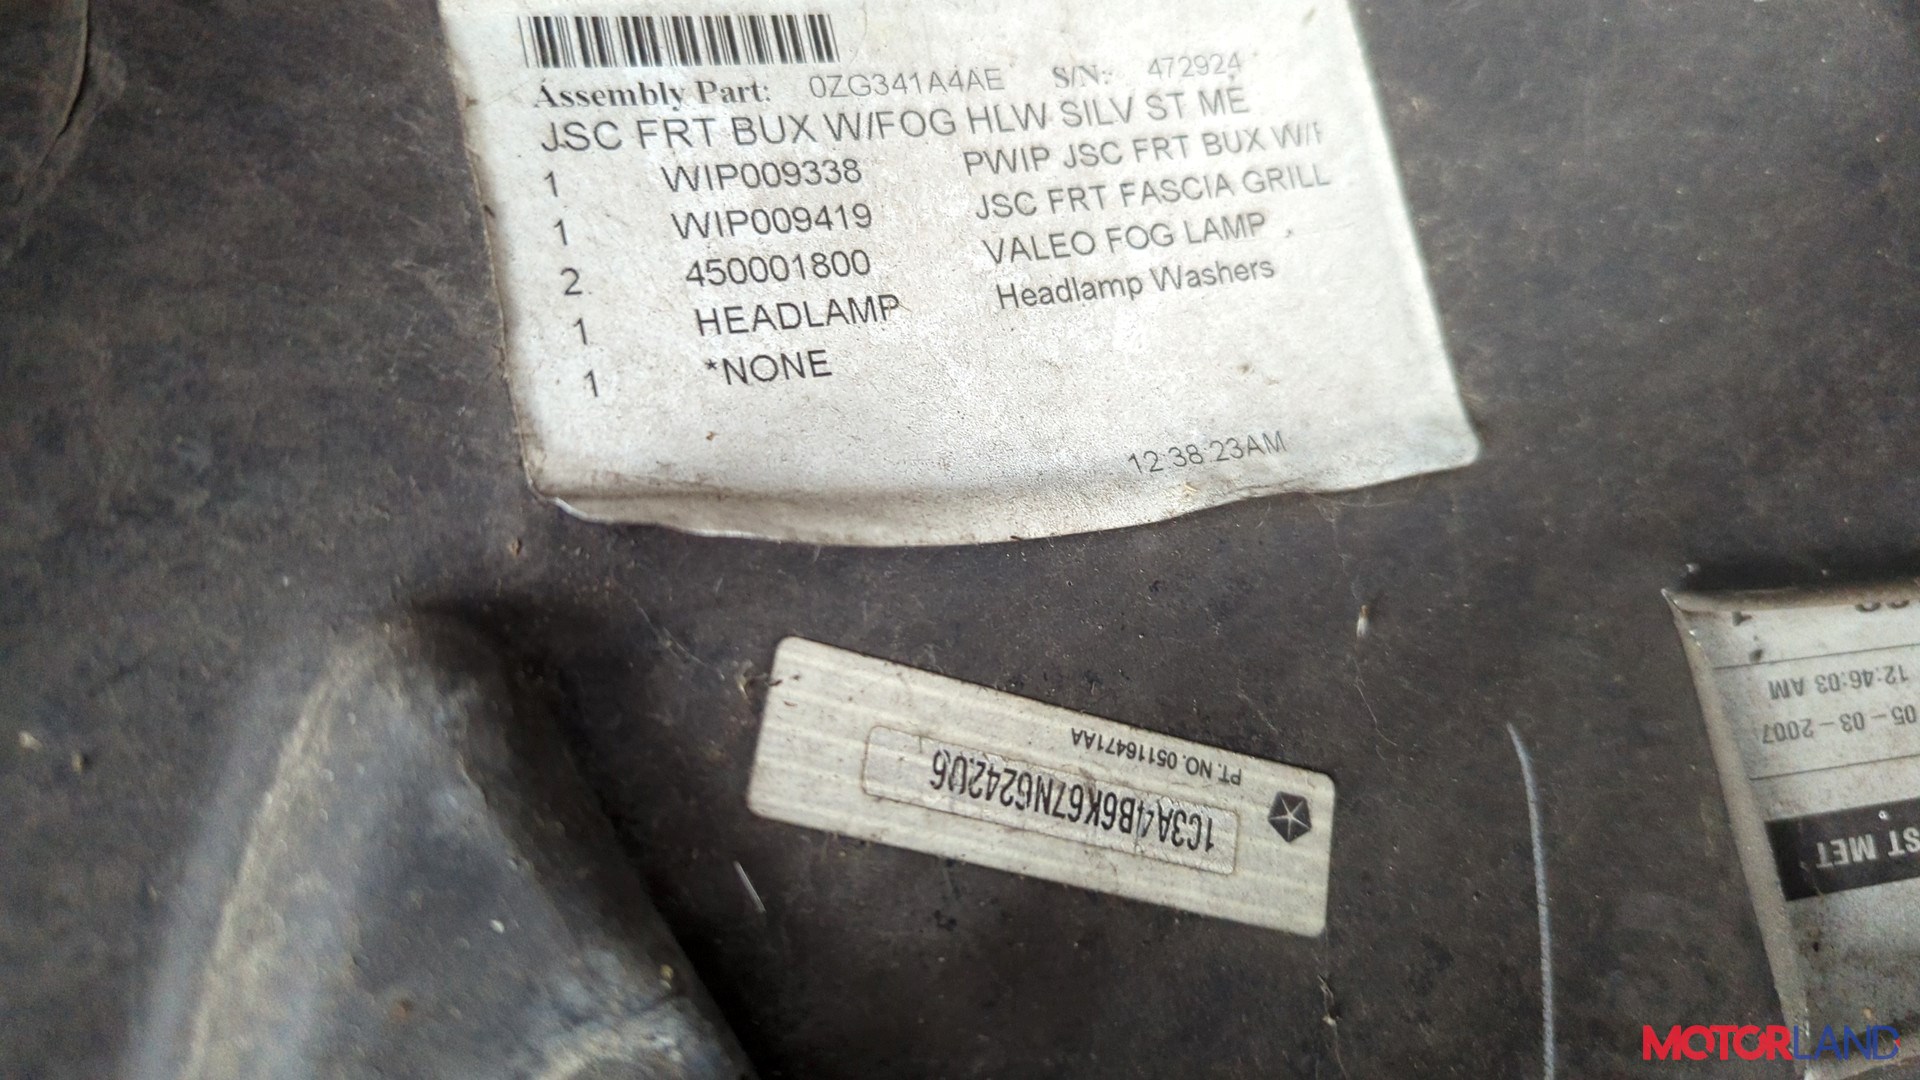 Assembly Part: 0ZG341A4AE S/N: 472924
JSC FRT BUX W/FOG HLW SILV ST ME
1 WIP009338 PWIP JSC FRT BUX W/F
1 WIP009419 JSC FRT FASCIA GRILL
2 450001800 VALEO FOG LAMP
1 HEADLAMP Headlamp Washers
1 *NONE
12:38:23AM
PT. NO. 05116471AA
12:46:03 AM
05-03-2007
ST MET
MOTORLAND